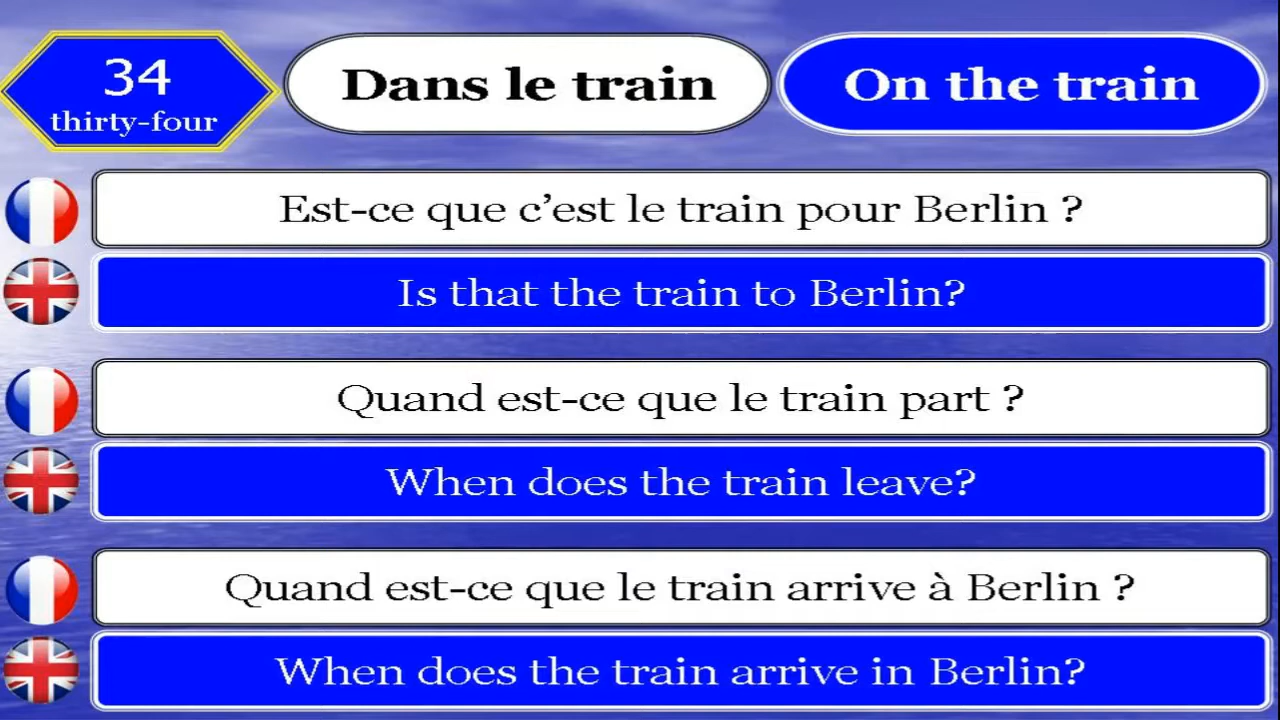 34
thirty-four
Dans le train
On the train
Est-ce que c’est le train pour Berlin ?
Is that the train to Berlin?
Quand est-ce que le train part ?
When does the train leave?
Quand est-ce que le train arrive à Berlin ?
When does the train arrive in Berlin?